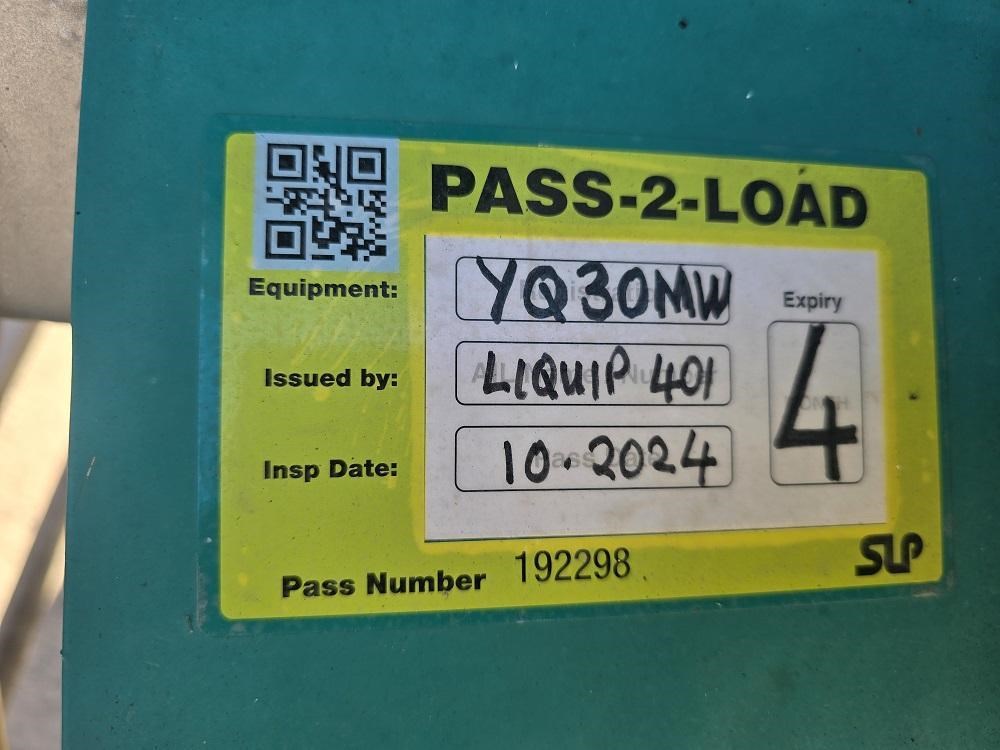 PASS-2-LOAD
Equipment: YQ30MW
Expiry
Issued by: LIQUIP 401
4
Insp Date: 10.2024
Pass Number 192298
SLP